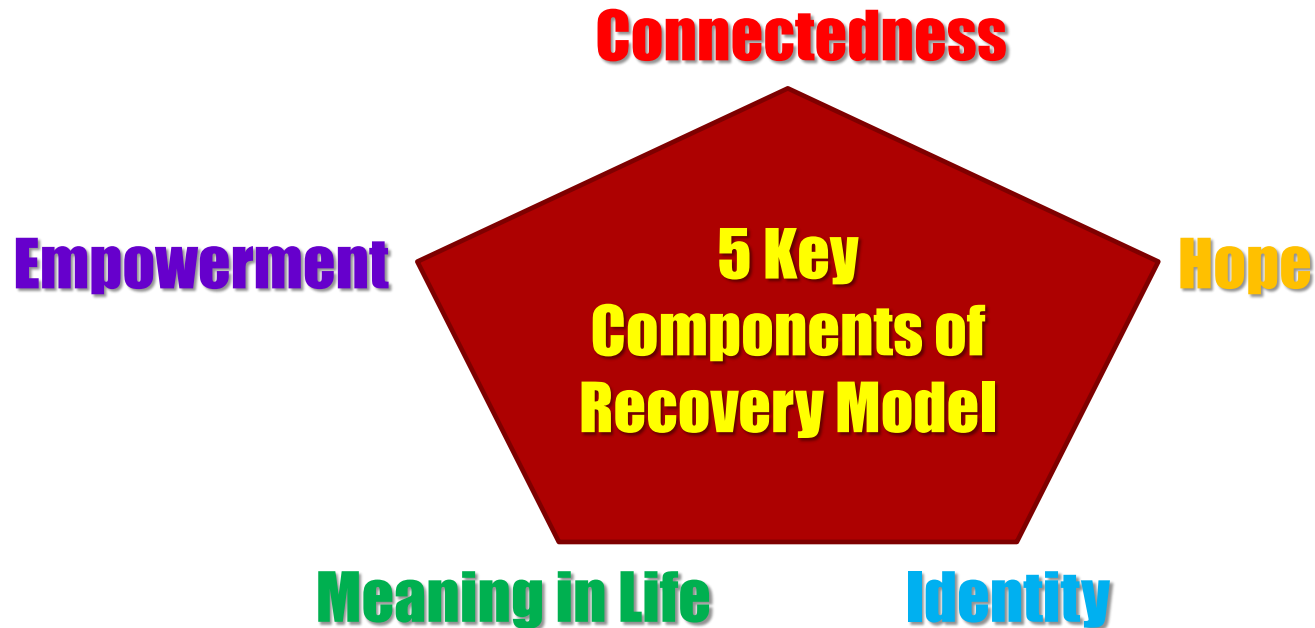 Connectedness
Empowerment
5 Key
Components of
Recovery Model
Hope
Meaning in Life
Identity